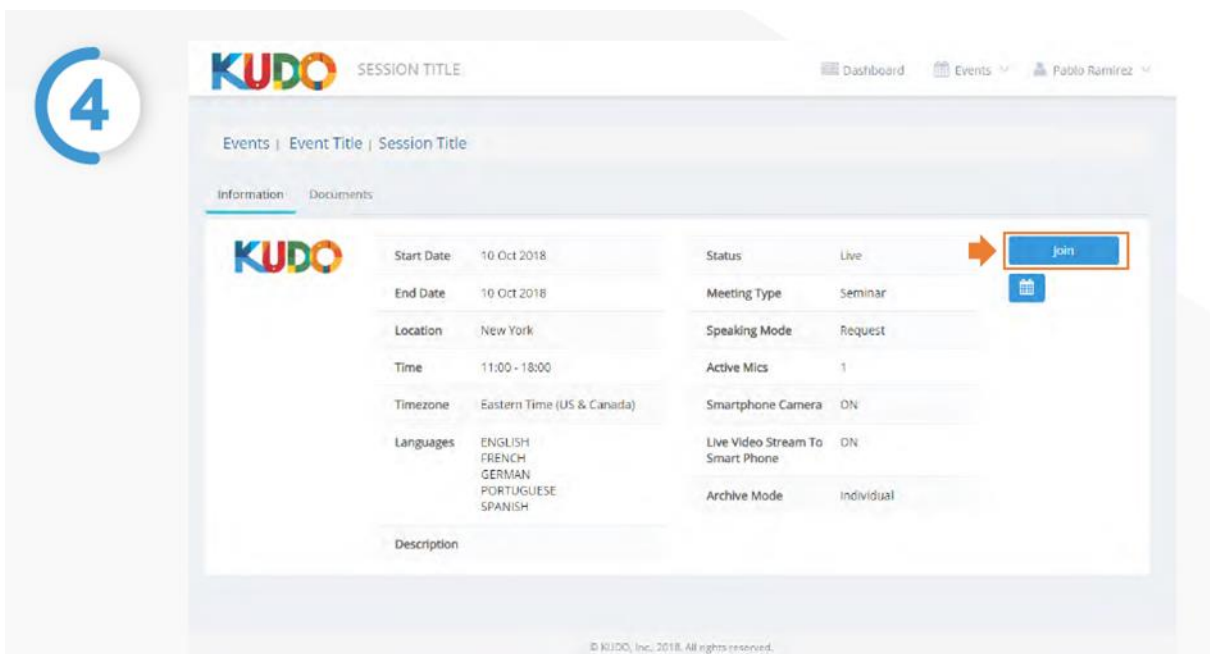 4
KUDO SESSION TITLE Dashboard Events Pablo Ramirez
Events | Event Title | Session Title
Information Documents
KUDO
Start Date 10 Oct 2018 Status Live Join
End Date 10 Oct 2018 Meeting Type Seminar
Location New York Speaking Mode Request
Time 11:00 - 18:00 Active Mics 1
Timezone Eastern Time (US & Canada) Smartphone Camera ON
Languages ENGLISH Live Video Stream To ON
FRENCH Smart Phone
GERMAN
PORTUGUESE Archive Mode Individual
SPANISH
Description
© KUDO, Inc., 2018. All rights reserved.